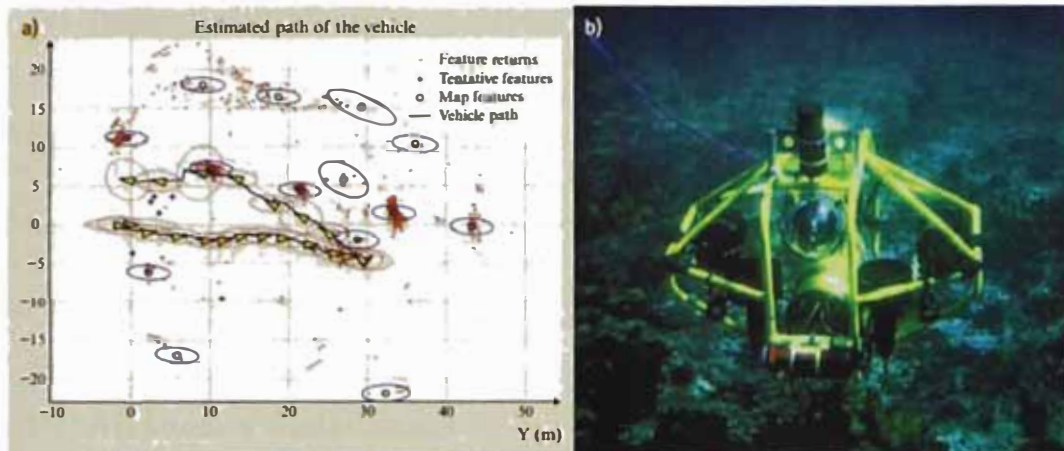 a)
Estimated path of the vehicle
Feature returns
Tentative features
Map features
Vehicle path
20
15
10
5
0
−5
−10
−15
−20
−10 0 10 20 30 40 50
Y (m)
b)